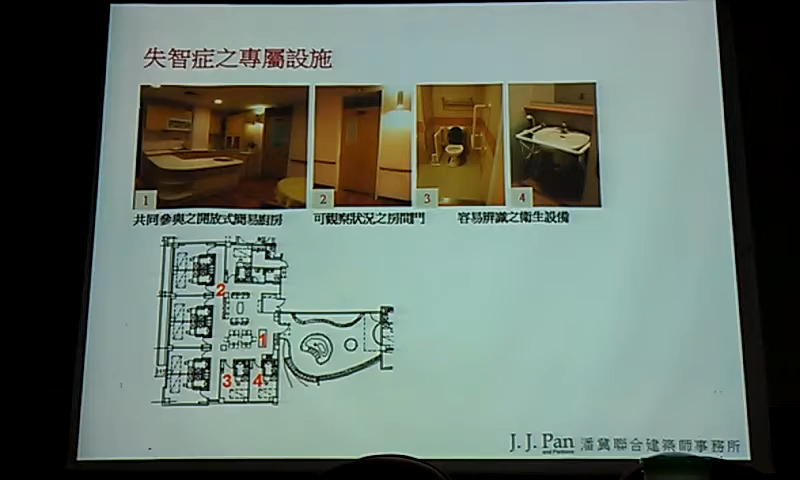 失智症之專屬設施
1
2
3
4
共同參與之開放式簡易廚房
可觀察狀況之房間門
容易辨識之衛生設備
2
1
3
4
J. J. Pan
and Partners
潘冀聯合建築師事務所